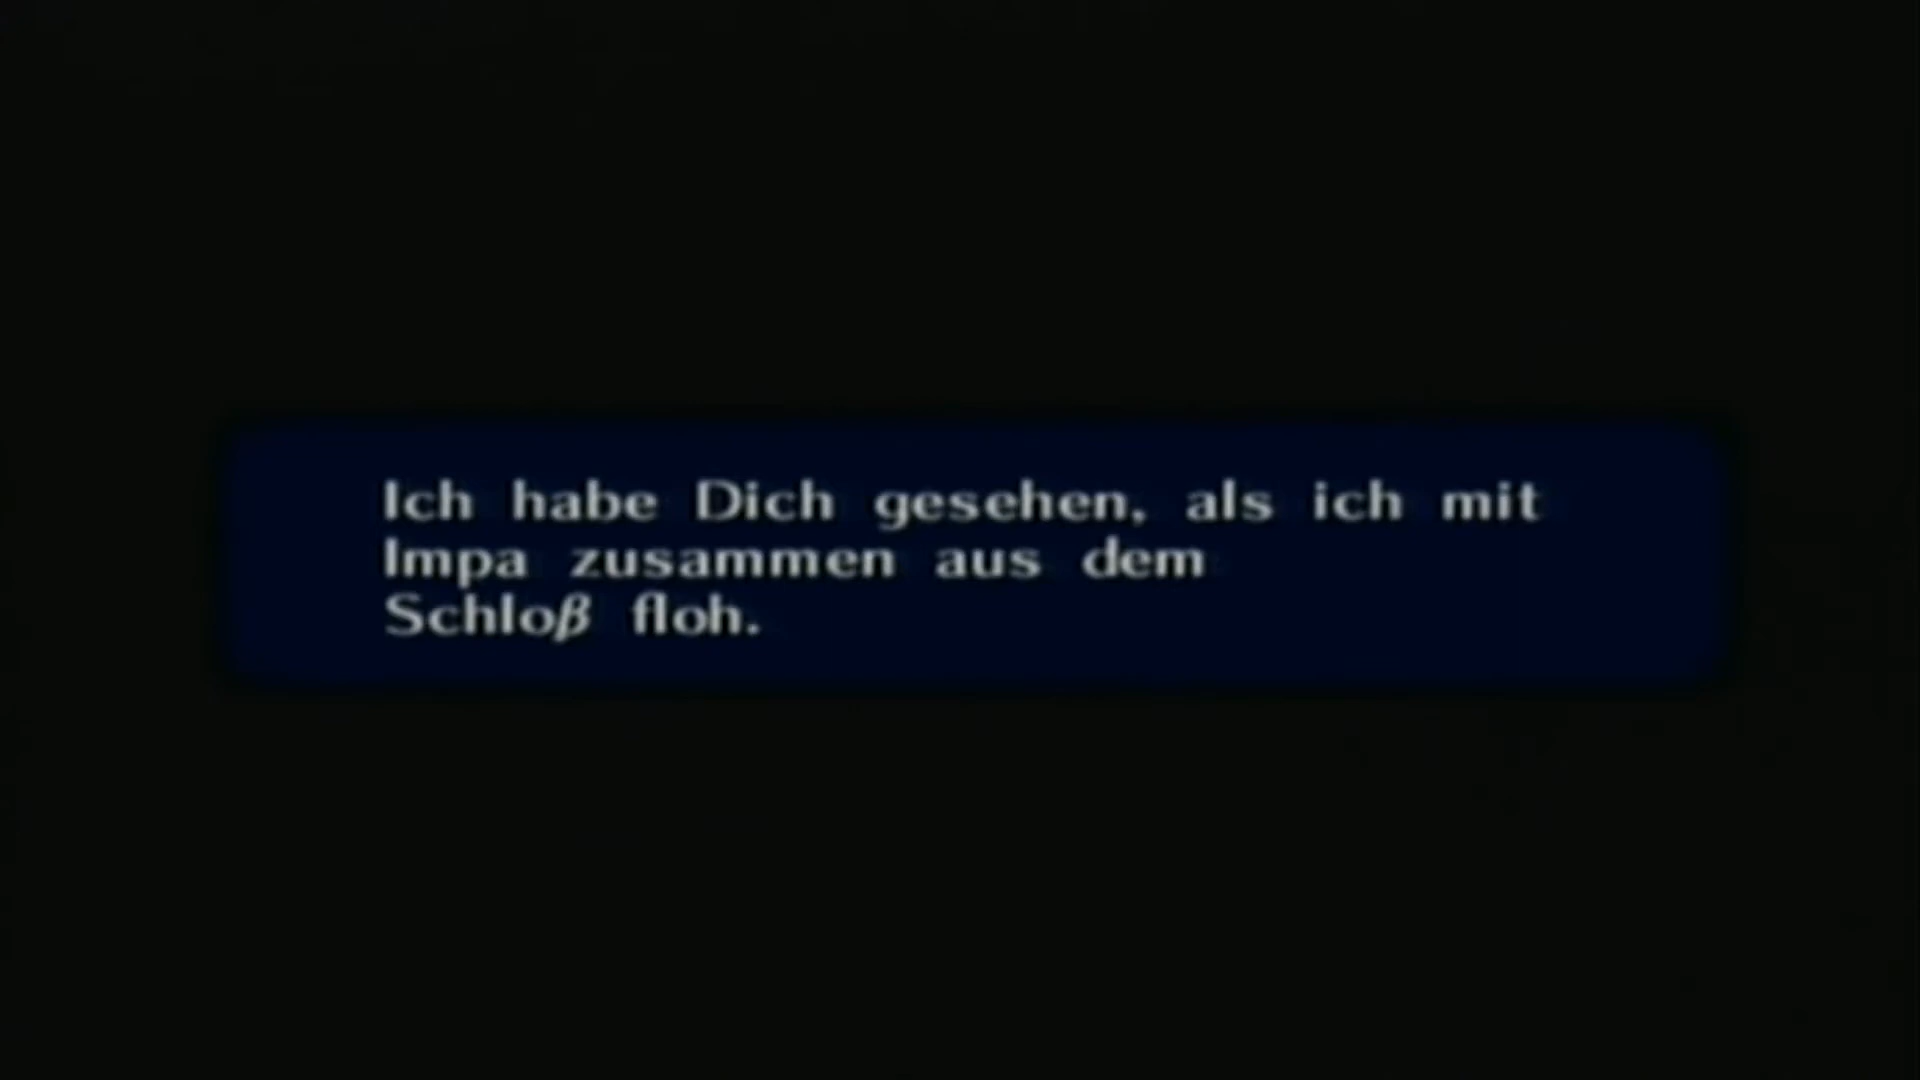 Ich habe Dich gesehen, als ich mit
Impa zusammen aus dem
Schloß floh.